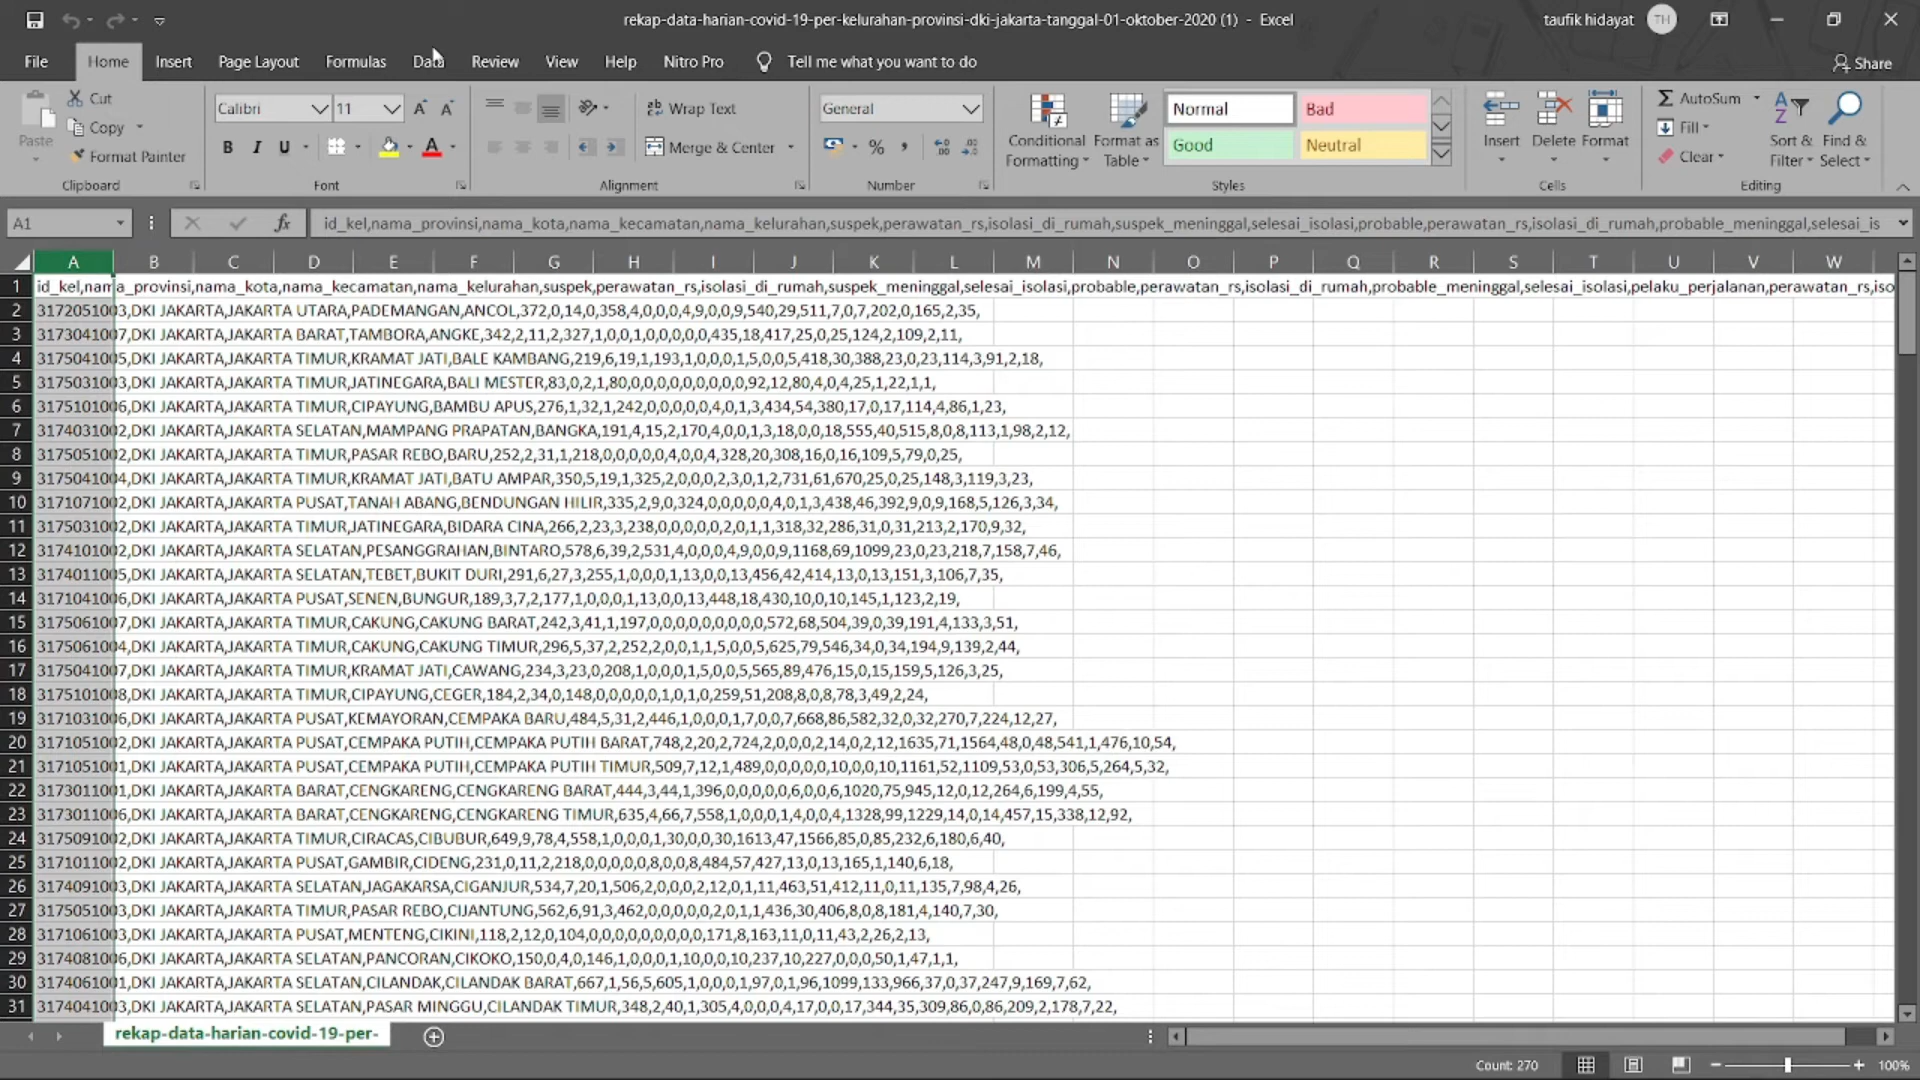 rekap-data-harian-covid-19-per-kelurahan-provinsi-dki-jakarta-tanggal-01-oktober-2020 (1) - Excel
taufik hidayat
TH
File Home Insert Page Layout Formulas Data Review View Help Nitro Pro Tell me what you want to do Share
Paste
Cut
Copy
Format Painter
Clipboard
Calibri 11
B I U
Font
Wrap Text
Merge & Center
Alignment
General
Number
Conditional Formatting
Format as Table
Normal Bad
Good Neutral
Styles
Insert Delete Format
Cells
AutoSum
Fill
Clear
Sort & Filter
Find & Select
Editing
A1 fx id_kel,nama_provinsi,nama_kota,nama_kecamatan,nama_kelurahan,suspek,perawatan_rs,isolasi_di_rumah,suspek_meninggal,selesai_isolasi,probable,perawatan_rs,isolasi_di_rumah,probable_meninggal,selesai_is
A B C D E F G H I J K L M N O P Q R S T U V W
1 id_kel,nama_provinsi,nama_kota,nama_kecamatan,nama_kelurahan,suspek,perawatan_rs,isolasi_di_rumah,suspek_meninggal,selesai_isolasi,probable,perawatan_rs,isolasi_di_rumah,probable_meninggal,selesai_isolasi,pelaku_perjalanan,perawatan_rs,iso
2 3172051003,DKI JAKARTA,JAKARTA UTARA,PADEMANGAN,ANCOL,372,0,14,0,358,4,0,0,4,9,0,0,9,540,29,511,7,0,7,202,0,165,2,35,
3 3173041007,DKI JAKARTA,JAKARTA BARAT,TAMBORA,ANGKE,342,2,11,2,327,1,0,0,1,0,0,0,0,435,18,417,25,0,25,124,2,109,2,11,
4 3175041005,DKI JAKARTA,JAKARTA TIMUR,KRAMAT JATI,BALE KAMBANG,219,6,19,1,193,1,0,0,0,1,5,0,0,5,418,30,388,23,0,23,114,3,91,2,18,
5 3175031003,DKI JAKARTA,JAKARTA TIMUR,JATINEGARA,BALI MESTER,83,0,2,1,80,0,0,0,0,0,0,0,0,92,12,80,4,0,4,25,1,22,1,1,
6 3175101006,DKI JAKARTA,JAKARTA TIMUR,CIPAYUNG,BAMBU APUS,276,1,32,1,242,0,0,0,0,0,4,0,1,3,434,54,380,17,0,17,114,4,86,1,23,
7 3174031002,DKI JAKARTA,JAKARTA SELATAN,MAMPANG PRAPATAN,BANGKA,191,4,15,2,170,4,0,0,1,3,18,0,0,18,555,40,515,8,0,8,113,1,98,2,12,
8 3175051002,DKI JAKARTA,JAKARTA TIMUR,PASAR REBO,BARU,252,2,31,1,218,0,0,0,0,0,4,0,0,4,328,20,308,16,0,16,109,5,79,0,25,
9 3175041004,DKI JAKARTA,JAKARTA TIMUR,KRAMAT JATI,BATU AMPAR,350,5,19,1,325,2,0,0,0,2,3,0,1,2,731,61,670,25,0,25,148,3,119,3,23,
10 3171071002,DKI JAKARTA,JAKARTA PUSAT,TANAH ABANG,BENDUNGAN HILIR,335,2,9,0,324,0,0,0,0,0,4,0,1,3,438,46,392,9,0,9,168,5,126,3,34,
11 3175031002,DKI JAKARTA,JAKARTA TIMUR,JATINEGARA,BIDARA CINA,266,2,23,3,238,0,0,0,0,0,2,0,1,1,318,32,286,31,0,31,213,2,170,9,32,
12 3174101002,DKI JAKARTA,JAKARTA SELATAN,PESANGGRAHAN,BINTARO,578,6,39,2,531,4,0,0,0,4,9,0,0,9,1168,69,1099,23,0,23,218,7,158,7,46,
13 3174011005,DKI JAKARTA,JAKARTA SELATAN,TEBET,BUKIT DURI,291,6,27,3,255,1,0,0,0,1,13,0,0,13,456,42,414,13,0,13,151,3,106,7,35,
14 3171041006,DKI JAKARTA,JAKARTA PUSAT,SENEN,BUNGUR,189,3,7,2,177,1,0,0,0,1,13,0,0,13,448,18,430,10,0,10,145,1,123,2,19,
15 3175061007,DKI JAKARTA,JAKARTA TIMUR,CAKUNG,CAKUNG BARAT,242,3,41,1,197,0,0,0,0,0,0,0,0,0,572,68,504,39,0,39,191,4,133,3,51,
16 3175061004,DKI JAKARTA,JAKARTA TIMUR,CAKUNG,CAKUNG TIMUR,296,5,37,2,252,2,0,0,1,1,5,0,0,5,625,79,546,34,0,34,194,9,139,2,44,
17 3175041007,DKI JAKARTA,JAKARTA TIMUR,KRAMAT JATI,CAWANG,234,3,23,0,208,1,0,0,0,1,5,0,0,5,565,89,476,15,0,15,159,5,126,3,25,
18 3175101008,DKI JAKARTA,JAKARTA TIMUR,CIPAYUNG,CEGER,184,2,34,0,148,0,0,0,0,0,1,0,1,0,259,51,208,8,0,8,78,3,49,2,24,
19 3171031006,DKI JAKARTA,JAKARTA PUSAT,KEMAYORAN,CEMPAKA BARU,484,5,31,2,446,1,0,0,0,1,7,0,0,7,668,86,582,32,0,32,270,7,224,12,27,
20 3171051002,DKI JAKARTA,JAKARTA PUSAT,CEMPAKA PUTIH,CEMPAKA PUTIH BARAT,748,2,20,2,724,2,0,0,0,2,14,0,2,12,1635,71,1564,48,0,48,541,1,476,10,54,
21 3171051001,DKI JAKARTA,JAKARTA PUSAT,CEMPAKA PUTIH,CEMPAKA PUTIH TIMUR,509,7,12,1,489,0,0,0,0,0,10,0,0,10,1161,52,1109,53,0,53,306,5,264,5,32,
22 3173011001,DKI JAKARTA,JAKARTA BARAT,CENGKARENG,CENGKARENG BARAT,444,3,44,1,396,0,0,0,0,0,6,0,0,6,1020,75,945,12,0,12,264,6,199,4,55,
23 3173011006,DKI JAKARTA,JAKARTA BARAT,CENGKARENG,CENGKARENG TIMUR,635,4,66,7,558,1,0,0,0,1,4,0,0,4,1328,99,1229,14,0,14,457,15,338,12,92,
24 3175091002,DKI JAKARTA,JAKARTA TIMUR,CIRACAS,CIBUBUR,649,9,78,4,558,1,0,0,0,1,30,0,0,30,1613,47,1566,85,0,85,232,6,180,6,40,
25 3171011002,DKI JAKARTA,JAKARTA PUSAT,GAMBIR,CIDENG,231,0,11,2,218,0,0,0,0,0,8,0,0,8,484,57,427,13,0,13,165,1,140,6,18,
26 3174091003,DKI JAKARTA,JAKARTA SELATAN,JAGAKARSA,CIGANJUR,534,7,20,1,506,2,0,0,0,2,12,0,1,11,463,51,412,11,0,11,135,7,98,4,26,
27 3175051003,DKI JAKARTA,JAKARTA TIMUR,PASAR REBO,CIJANTUNG,562,6,91,3,462,0,0,0,0,0,2,0,1,1,436,30,406,8,0,8,181,4,140,7,30,
28 3171061003,DKI JAKARTA,JAKARTA PUSAT,MENTENG,CIKINI,118,2,12,0,104,0,0,0,0,0,0,0,0,0,171,8,163,11,0,11,43,2,26,2,13,
29 3174081006,DKI JAKARTA,JAKARTA SELATAN,PANCORAN,CIKOKO,150,0,4,0,146,1,0,0,0,1,10,0,0,10,237,10,227,0,0,0,50,1,47,1,1,
30 3174061001,DKI JAKARTA,JAKARTA SELATAN,CILANDAK,CILANDAK BARAT,667,1,56,5,605,1,0,0,0,1,97,0,1,96,1099,133,966,37,0,37,247,9,169,7,62,
31 3174041003,DKI JAKARTA,JAKARTA SELATAN,PASAR MINGGU,CILANDAK TIMUR,348,2,40,1,305,4,0,0,0,4,17,0,0,17,344,35,309,86,0,86,209,2,178,7,22,
rekap-data-harian-covid-19-per-
Count: 270
100%